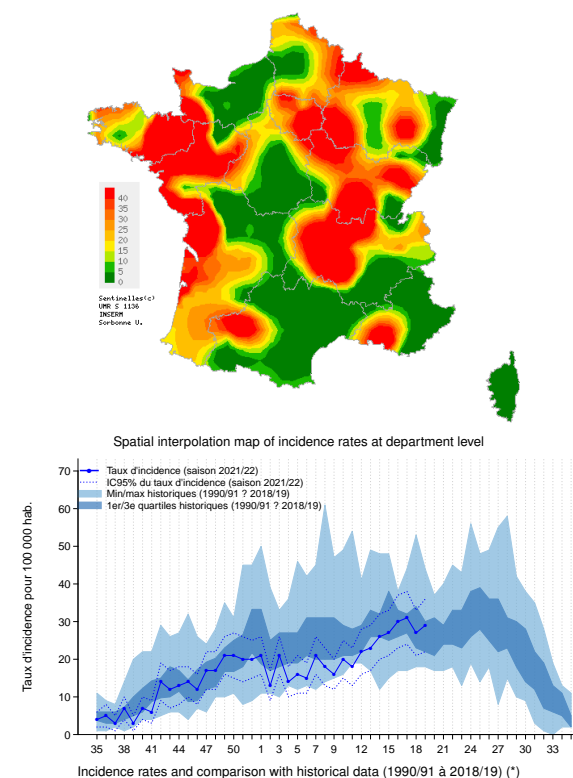 40
35
30
25
20
15
10
5
0
Sentinelles(c)
UMR S 1136
INSERM
Sorbonne U.
Spatial interpolation map of incidence rates at department level
Taux d'incidence pour 100 000 hab.
70
60
50
40
30
20
10
0
Taux d'incidence (saison 2021/22)
IC95% du taux d'incidence (saison 2021/22)
Min/max historiques (1990/91 ? 2018/19)
1er/3e quartiles historiques (1990/91 ? 2018/19)
35 38 41 44 47 50 1 3 5 7 9 12 15 18 21 24 27 30 33
Incidence rates and comparison with historical data (1990/91 à 2018/19) (*)